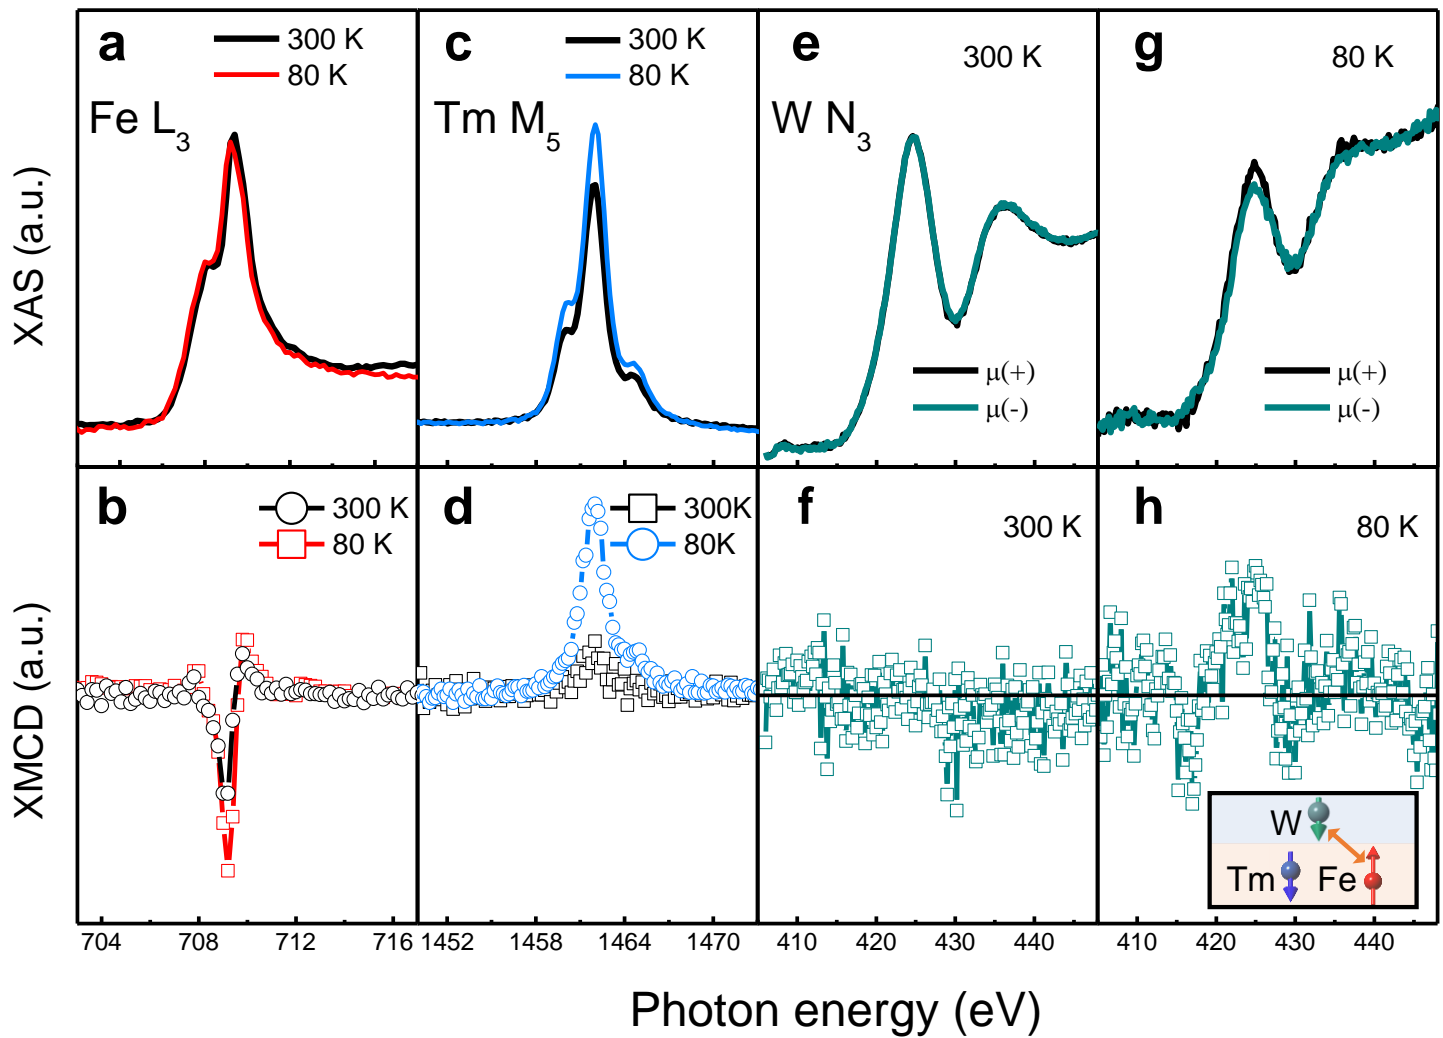 XAS (a.u.)
a
300 K
80 K
Fe L3
c
300 K
80 K
Tm M5
e
300 K
W N3
μ(+)
μ(-)
g
80 K
μ(+)
μ(-)
XMCD (a.u.)
b
300 K
80 K
d
300K
80K
f
300 K
h
80 K
W
Tm Fe
704 708 712 716 1452 1458 1464 1470 410 420 430 440 410 420 430 440
Photon energy (eV)